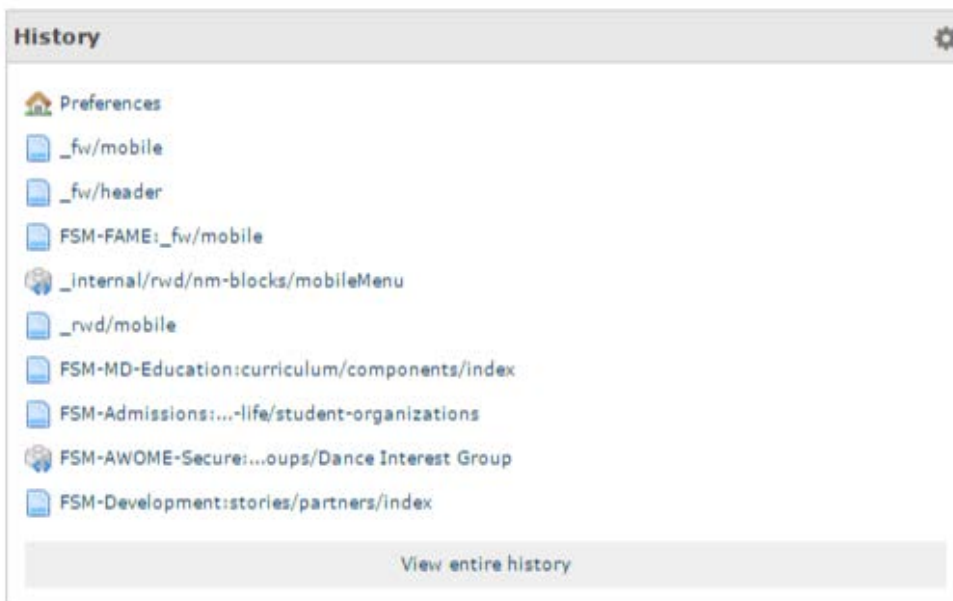 History
Preferences
_fw/mobile
_fw/header
FSM-FAME:_fw/mobile
_internal/rwd/nm-blocks/mobileMenu
_rwd/mobile
FSM-MD-Education:curriculum/components/index
FSM-Admissions:...-life/student-organizations
FSM-AWOME-Secure:...oups/Dance Interest Group
FSM-Development:stories/partners/index
View entire history